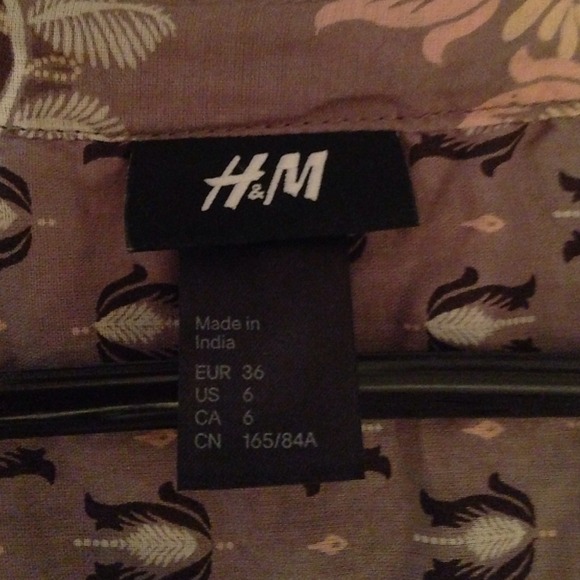 H&M
Made in
India
EUR 36
US 6
CA 6
CN 165/84A